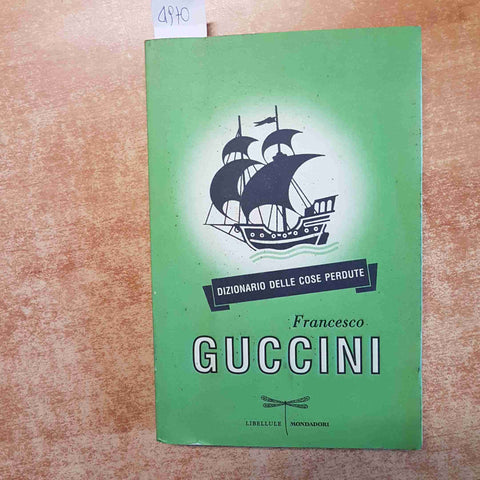 4970
DIZIONARIO DELLE COSE PERDUTE
Francesco
GUCCINI
LIBELLULE MONDADORI